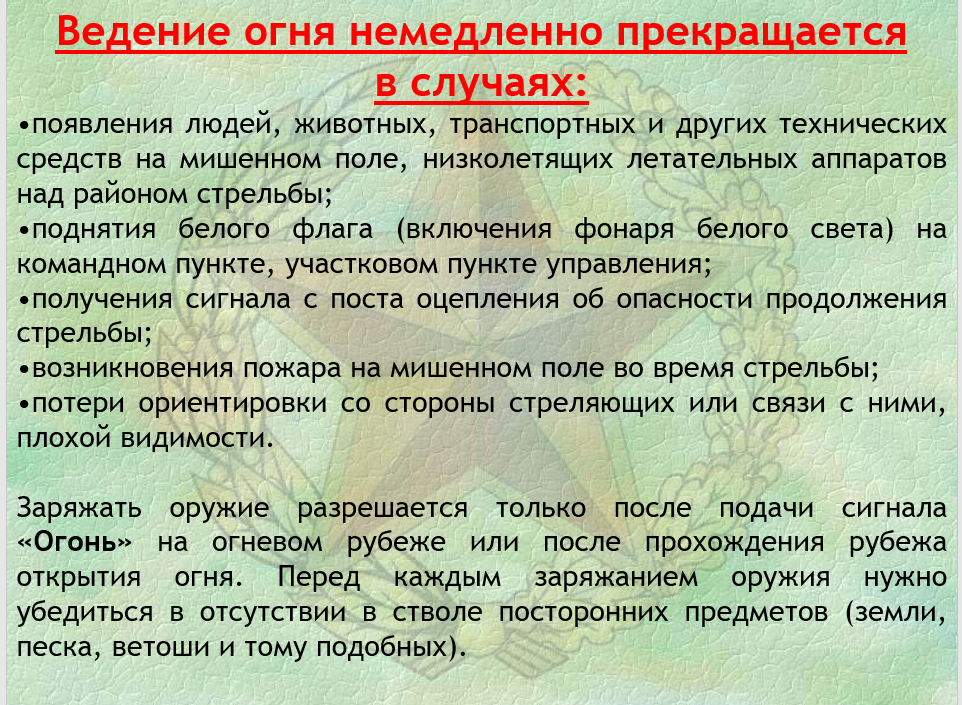 Ведение огня немедленно прекращается
в случаях:
•появления людей, животных, транспортных и других технических
средств на мишенном поле, низколетящих летательных аппаратов
над районом стрельбы;
•поднятия белого флага (включения фонаря белого света) на
командном пункте, участковом пункте управления;
•получения сигнала с поста оцепления об опасности продолжения
стрельбы;
•возникновения пожара на мишенном поле во время стрельбы;
•потери ориентировки со стороны стреляющих или связи с ними,
плохой видимости.
Заряжать оружие разрешается только после подачи сигнала
«Огонь» на огневом рубеже или после прохождения рубежа
открытия огня. Перед каждым заряжанием оружия нужно
убедиться в отсутствии в стволе посторонних предметов (земли,
песка, ветоши и тому подобных).